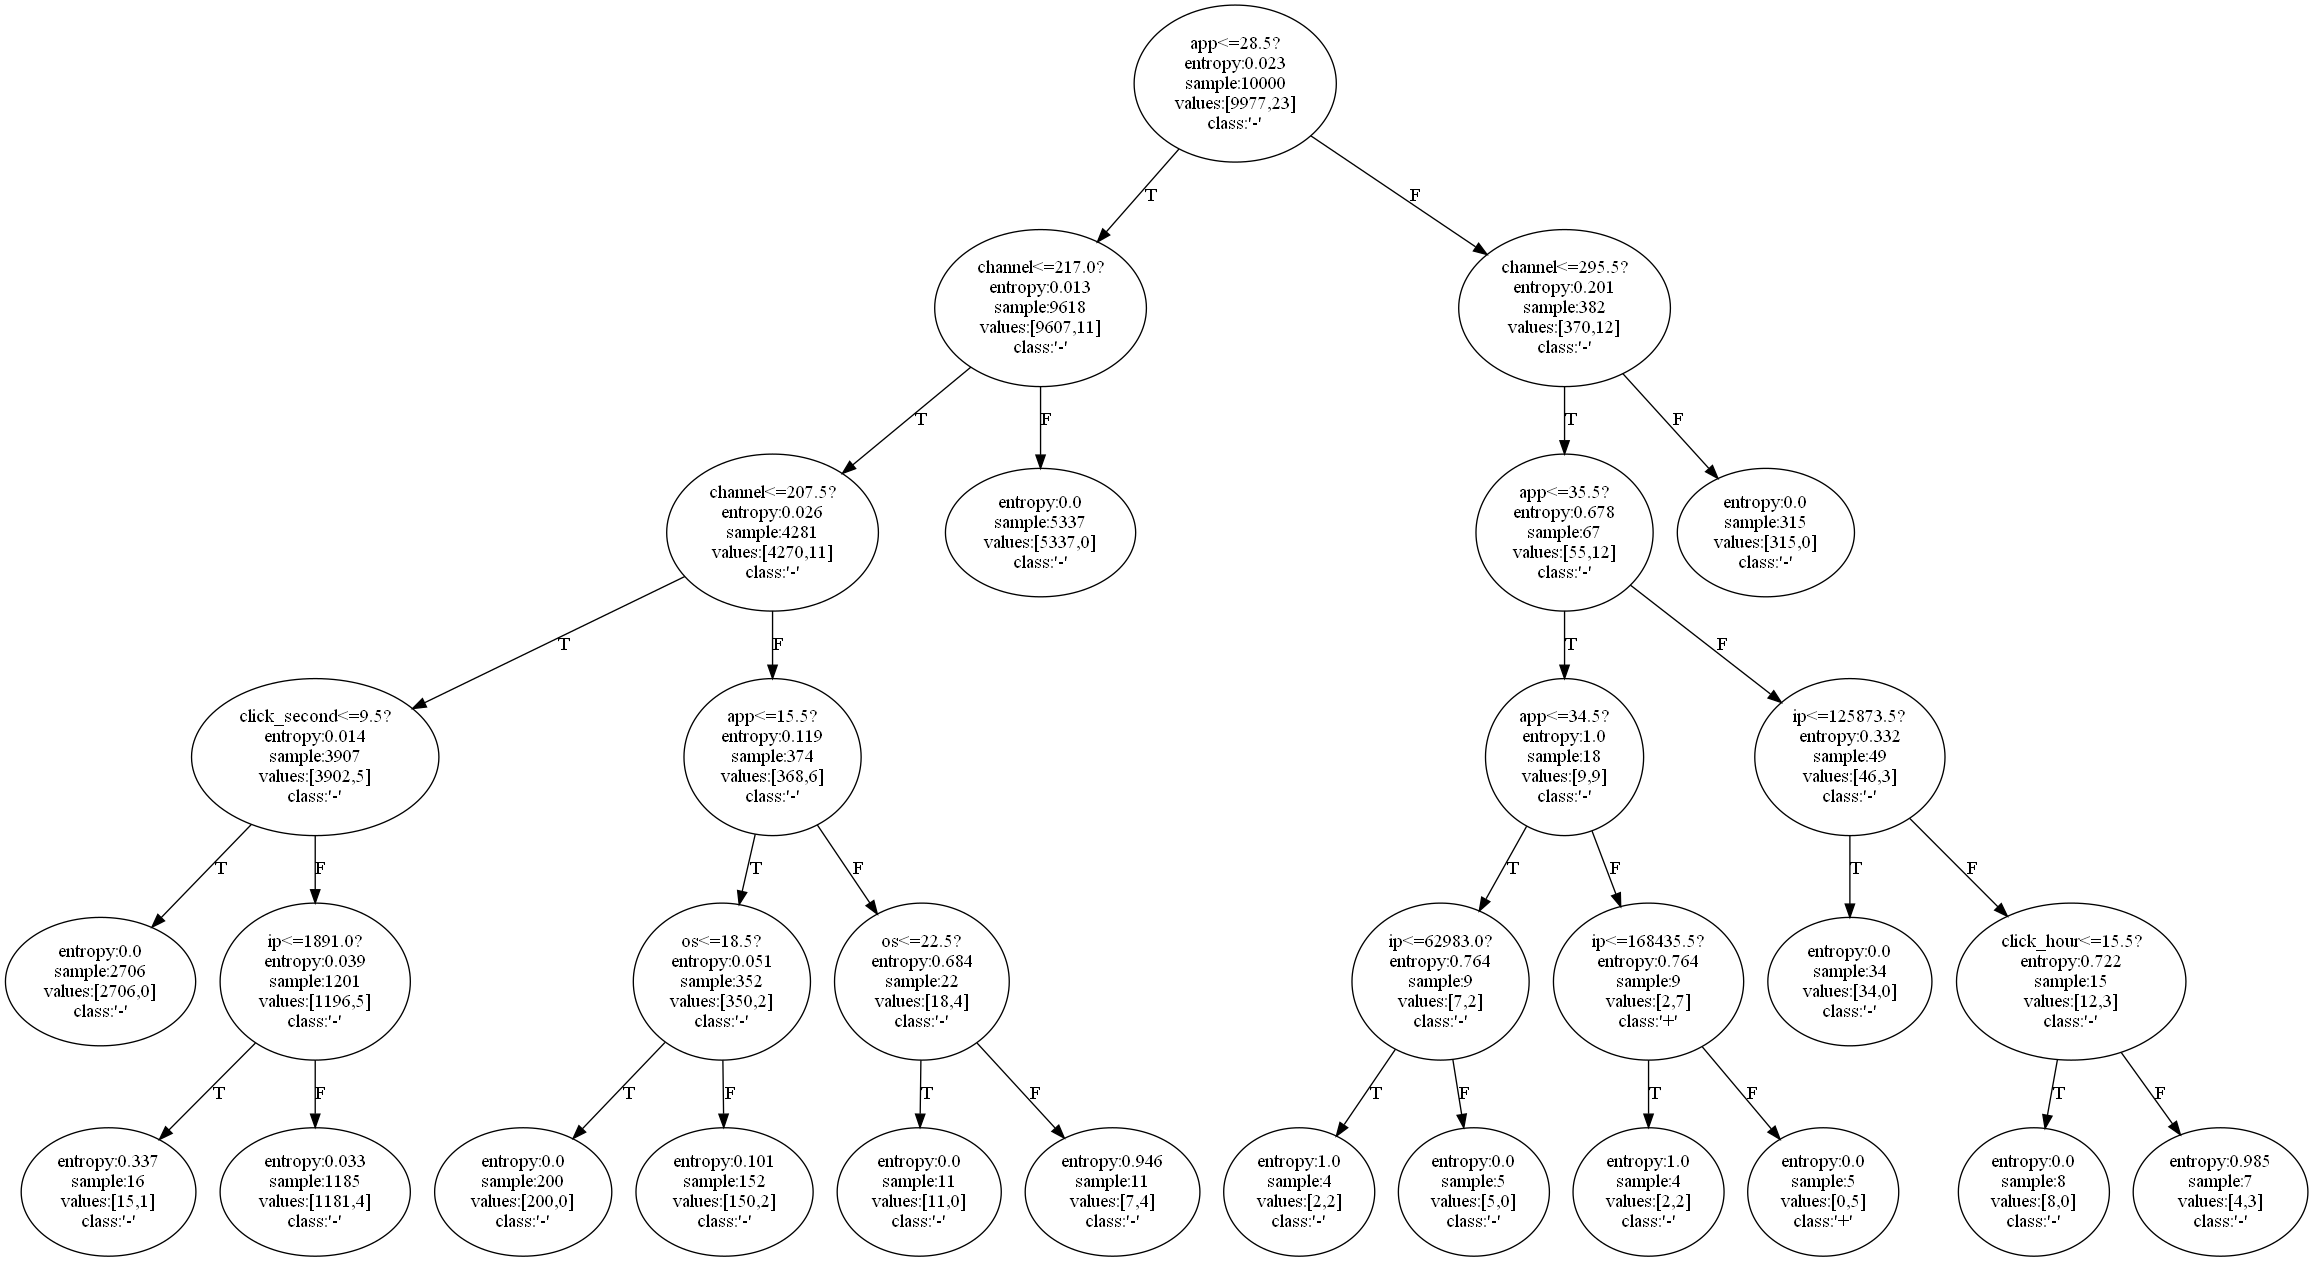 app<=28.5?
entropy:0.023
sample:10000
values:[9977,23]
class:'-'
T
F
channel<=217.0?
entropy:0.013
sample:9618
values:[9607,11]
class:'-'
channel<=295.5?
entropy:0.201
sample:382
values:[370,12]
class:'-'
T
F
T
F
channel<=207.5?
entropy:0.026
sample:4281
values:[4270,11]
class:'-'
entropy:0.0
sample:5337
values:[5337,0]
class:'-'
app<=35.5?
entropy:0.678
sample:67
values:[55,12]
class:'-'
entropy:0.0
sample:315
values:[315,0]
class:'-'
T
F
T
F
click_second<=9.5?
entropy:0.014
sample:3907
values:[3902,5]
class:'-'
app<=15.5?
entropy:0.119
sample:374
values:[368,6]
class:'-'
app<=34.5?
entropy:1.0
sample:18
values:[9,9]
class:'-'
ip<=125873.5?
entropy:0.332
sample:49
values:[46,3]
class:'-'
T
F
T
F
T
F
T
F
entropy:0.0
sample:2706
values:[2706,0]
class:'-'
ip<=1891.0?
entropy:0.039
sample:1201
values:[1196,5]
class:'-'
os<=18.5?
entropy:0.051
sample:352
values:[350,2]
class:'-'
os<=22.5?
entropy:0.684
sample:22
values:[18,4]
class:'-'
ip<=62983.0?
entropy:0.764
sample:9
values:[7,2]
class:'-'
ip<=168435.5?
entropy:0.764
sample:9
values:[2,7]
class:'+'
entropy:0.0
sample:34
values:[34,0]
class:'-'
click_hour<=15.5?
entropy:0.722
sample:15
values:[12,3]
class:'-'
T
F
T
F
T
F
T
F
T
F
T
F
entropy:0.337
sample:16
values:[15,1]
class:'-'
entropy:0.033
sample:1185
values:[1181,4]
class:'-'
entropy:0.0
sample:200
values:[200,0]
class:'-'
entropy:0.101
sample:152
values:[150,2]
class:'-'
entropy:0.0
sample:11
values:[11,0]
class:'-'
entropy:0.946
sample:11
values:[7,4]
class:'-'
entropy:1.0
sample:4
values:[2,2]
class:'-'
entropy:0.0
sample:5
values:[5,0]
class:'-'
entropy:1.0
sample:4
values:[2,2]
class:'-'
entropy:0.0
sample:5
values:[0,5]
class:'+'
entropy:0.0
sample:8
values:[8,0]
class:'-'
entropy:0.985
sample:7
values:[4,3]
class:'-'